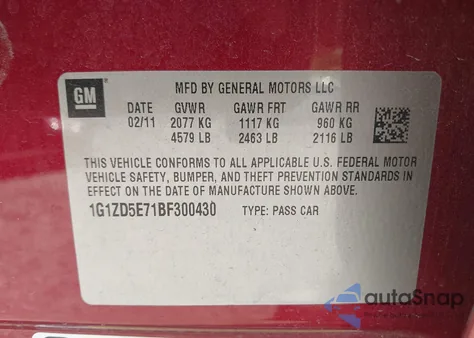 GM
MFD BY GENERAL MOTORS LLC
DATE GVWR GAWR FRT GAWR RR
02/11 2077 KG 1117 KG 960 KG
4579 LB 2463 LB 2116 LB
THIS VEHICLE CONFORMS TO ALL APPLICABLE U.S. FEDERAL MOTOR
VEHICLE SAFETY, BUMPER, AND THEFT PREVENTION STANDARDS
IN EFFECT ON THE DATE OF MANUFACTURE SHOWN ABOVE.
1G1ZD5E71BF300430 TYPE: PASS CAR
autoSnap